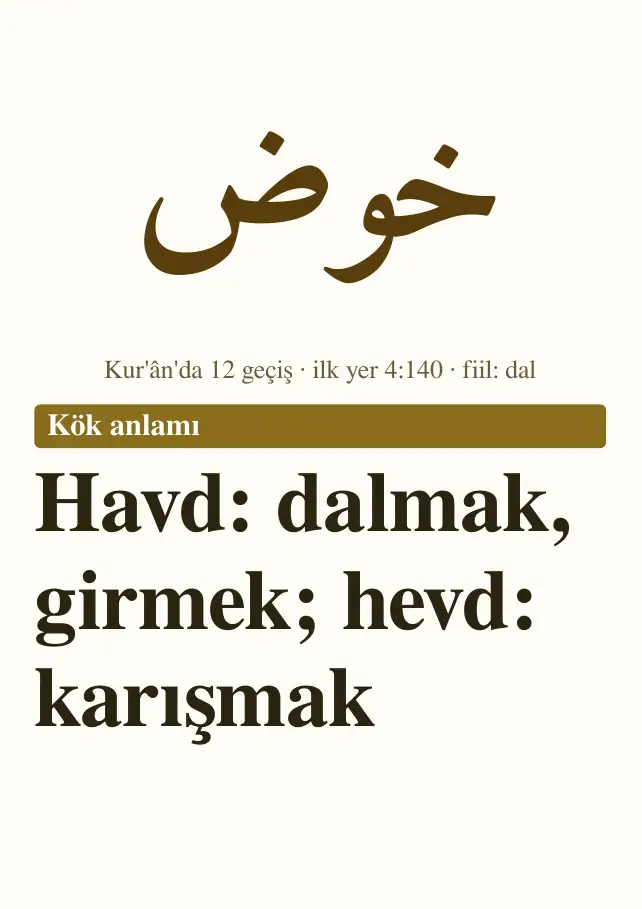 خوض
Kur'ân'da 12 geçiş · ilk yer 4:140 · fiil: dal
Kök anlamı
Havd: dalmak,
girmek; hevd:
karışmak